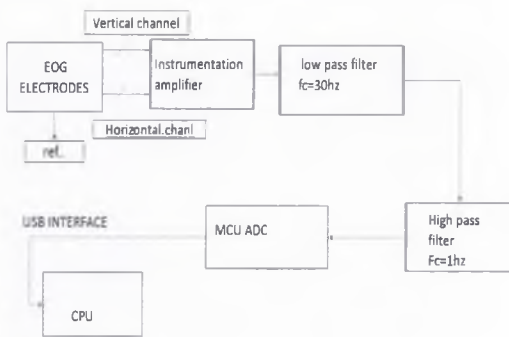 Vertical channel
EOG
ELECTRODES
Instrumentation
amplifier
low pass filter
fc=30hz
Horizontal.chanl
ref..
High pass
filter
Fc=1hz
MCU ADC
USB INTERFACE
CPU